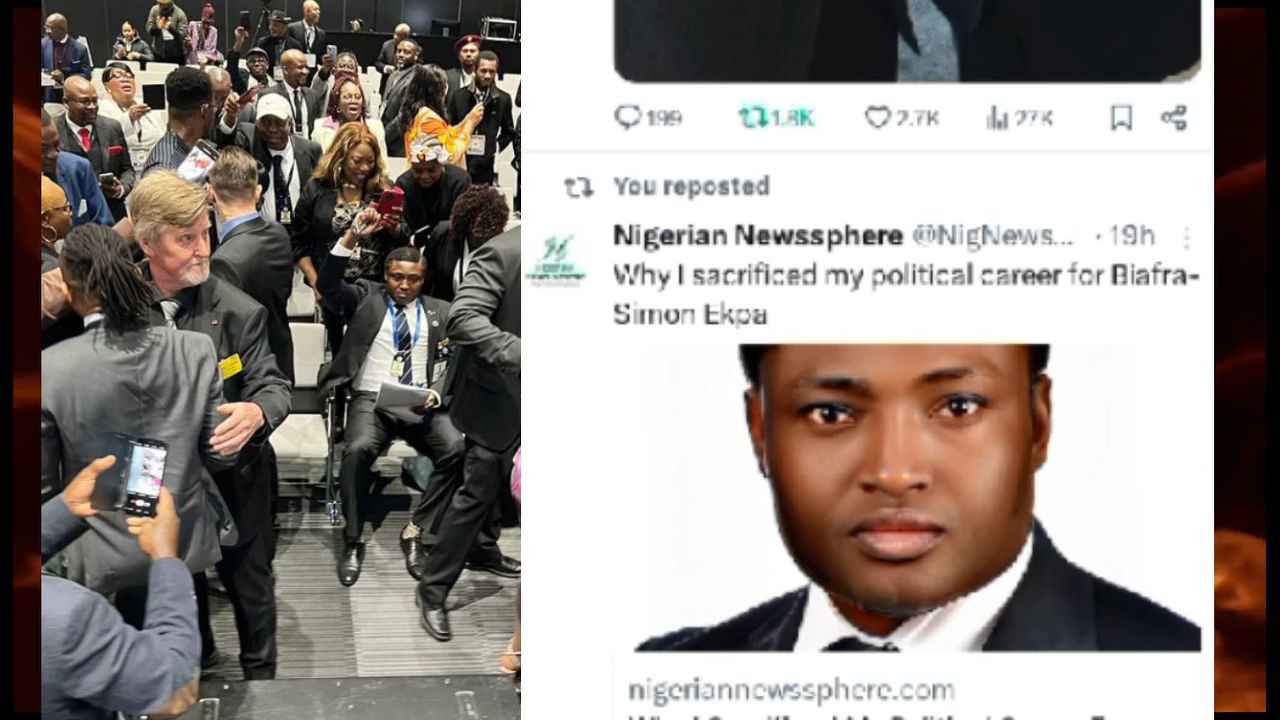 199 1.8K 2.7K 27K
You reposted
Nigerian Newssphere @NigNews... · 19h
Why I sacrificed my political career for Biafra-
Simon Ekpa
nigeriannewssphere.com